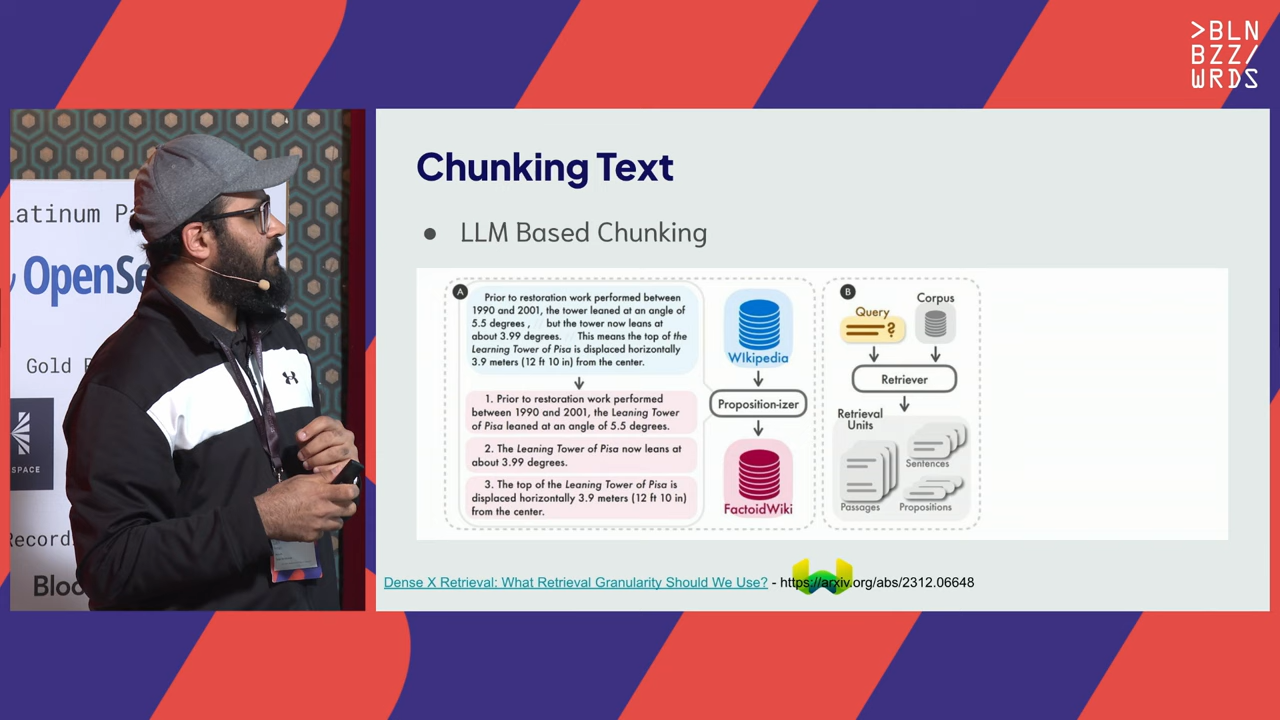 >BLN
BZZ/
WRDS
latinum Pa
OpenSe
Gold
SPACE
Record
Bloo
Chunking Text
● LLM Based Chunking
A
Prior to restoration work performed between
1990 and 2001, the tower leaned at an angle of
5.5 degrees , but the tower now leans at
about 3.99 degrees. This means the top of the
Learning Tower of Pisa is displaced horizontally
3.9 meters (12 ft 10 in) from the center.
1. Prior to restoration work performed
between 1990 and 2001, the Leaning Tower
of Pisa leaned at an angle of 5.5 degrees.
2. The Leaning Tower of Pisa now leans at
about 3.99 degrees.
3. The top of the Leaning Tower of Pisa is
displaced horizontally 3.9 meters (12 ft 10 in)
from the center.
WIkipedia
Proposition-izer
FactoidWiki
B
Query
?
Corpus
Retriever
Retrieval
Units
Sentences
Passages
Propositions
Dense X Retrieval: What Retrieval Granularity Should We Use? - https://arxiv.org/abs/2312.06648